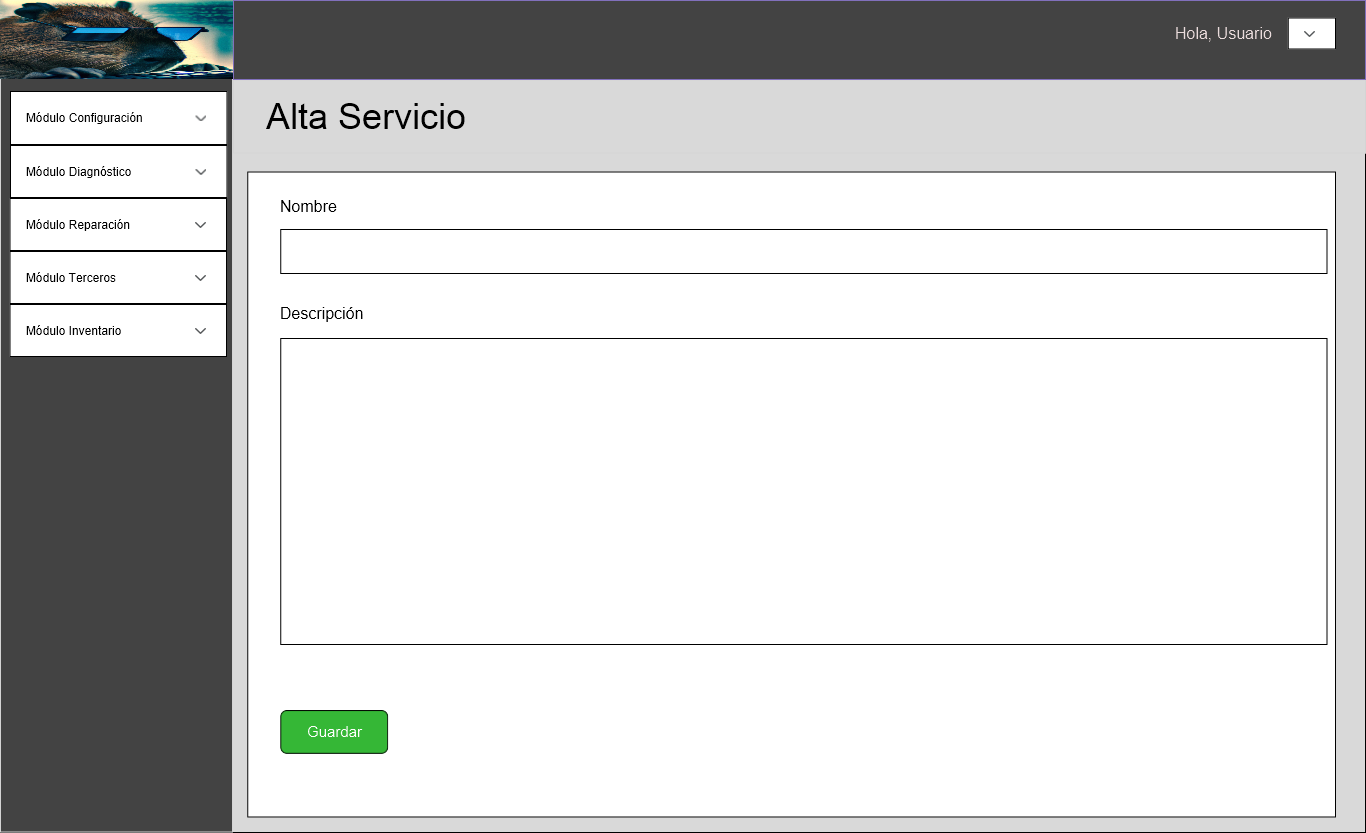 Hola, Usuario
Módulo Configuración
Módulo Diagnóstico
Módulo Reparación
Módulo Terceros
Módulo Inventario
Alta Servicio
Nombre
Descripción
Guardar